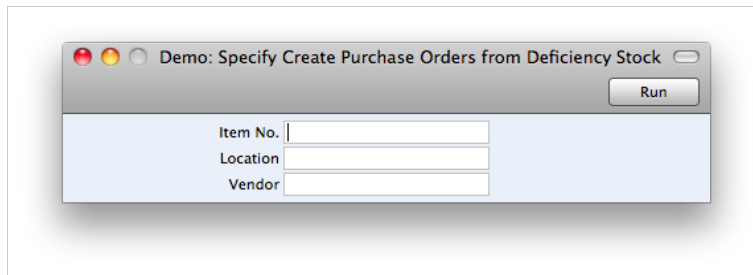 Demo: Specify Create Purchase Orders from Deficiency Stock
Run
Item No.
Location
Vendor